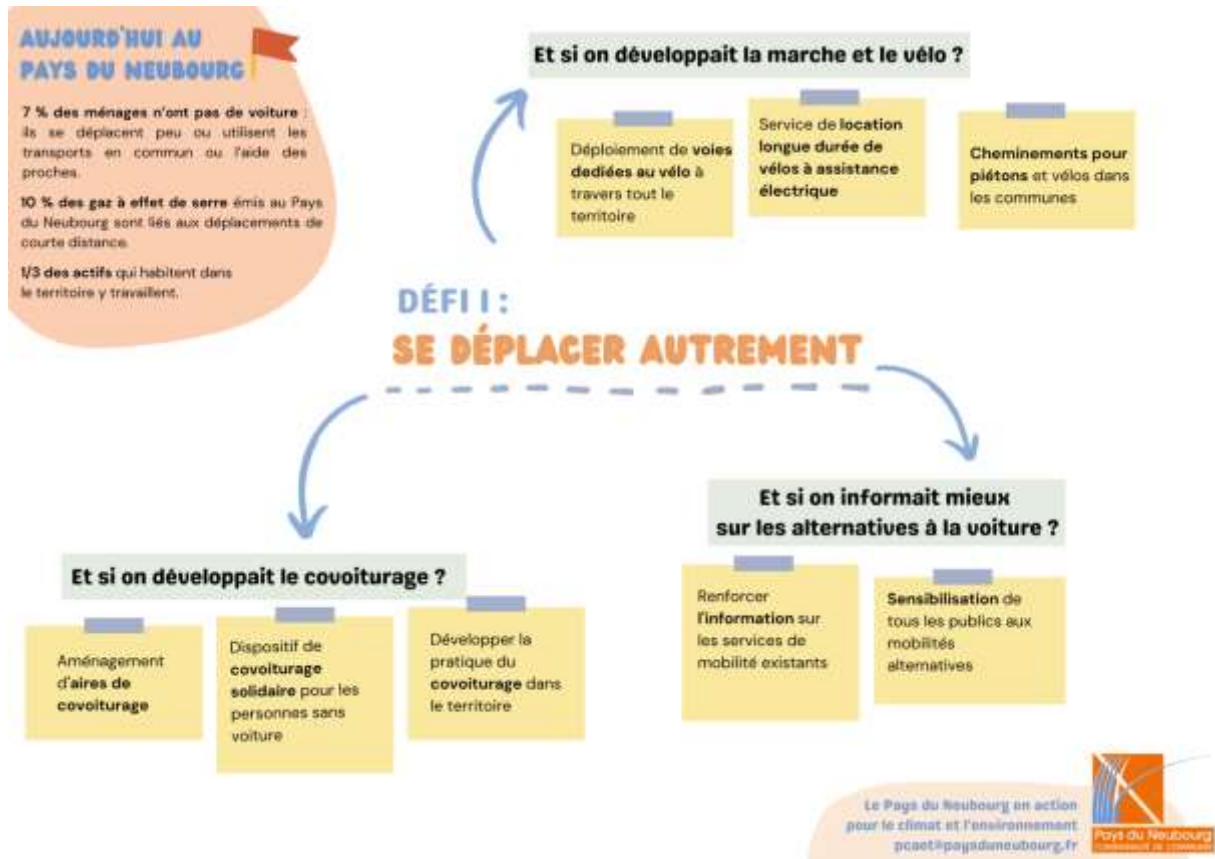 AUJOURD'HUI AU
PAYS DU NEUBOURG
7 % des ménages n'ont pas de voiture :
ils se déplacent peu ou utilisent les
transports en commun ou l'aide des
proches.
10 % des gaz à effet de serre émis au Pays
du Neubourg sont liés aux déplacements de
courte distance.
1/3 des actifs qui habitent dans
le territoire y travaillent.
Et si on développait la marche et le vélo ?
Déploiement de voies
dediées au vélo à
travers tout le
territoire
Service de location
longue durée de
vélos à assistance
électrique
Cheminements pour
piétons et vélos dans
les communes
DÉFI I :
SE DÉPLACER AUTREMENT
Et si on développait le covoiturage ?
Aménagement
d'aires de
covoiturage
Dispositif de
covoiturage
solidaire pour les
personnes sans
voiture
Développer la
pratique du
covoiturage dans
le territoire
Et si on informait mieux
sur les alternatives à la voiture ?
Renforcer
l'information sur
les services de
mobilité existants
Sensibilisation de
tous les publics aux
mobilités
alternatives
Le Pays du Neubourg en action
pour le climat et l'environnement
pcaet@paysduneubourg.fr
Pays du Neubourg
COMMUNAUTÉ DE COMMUNES